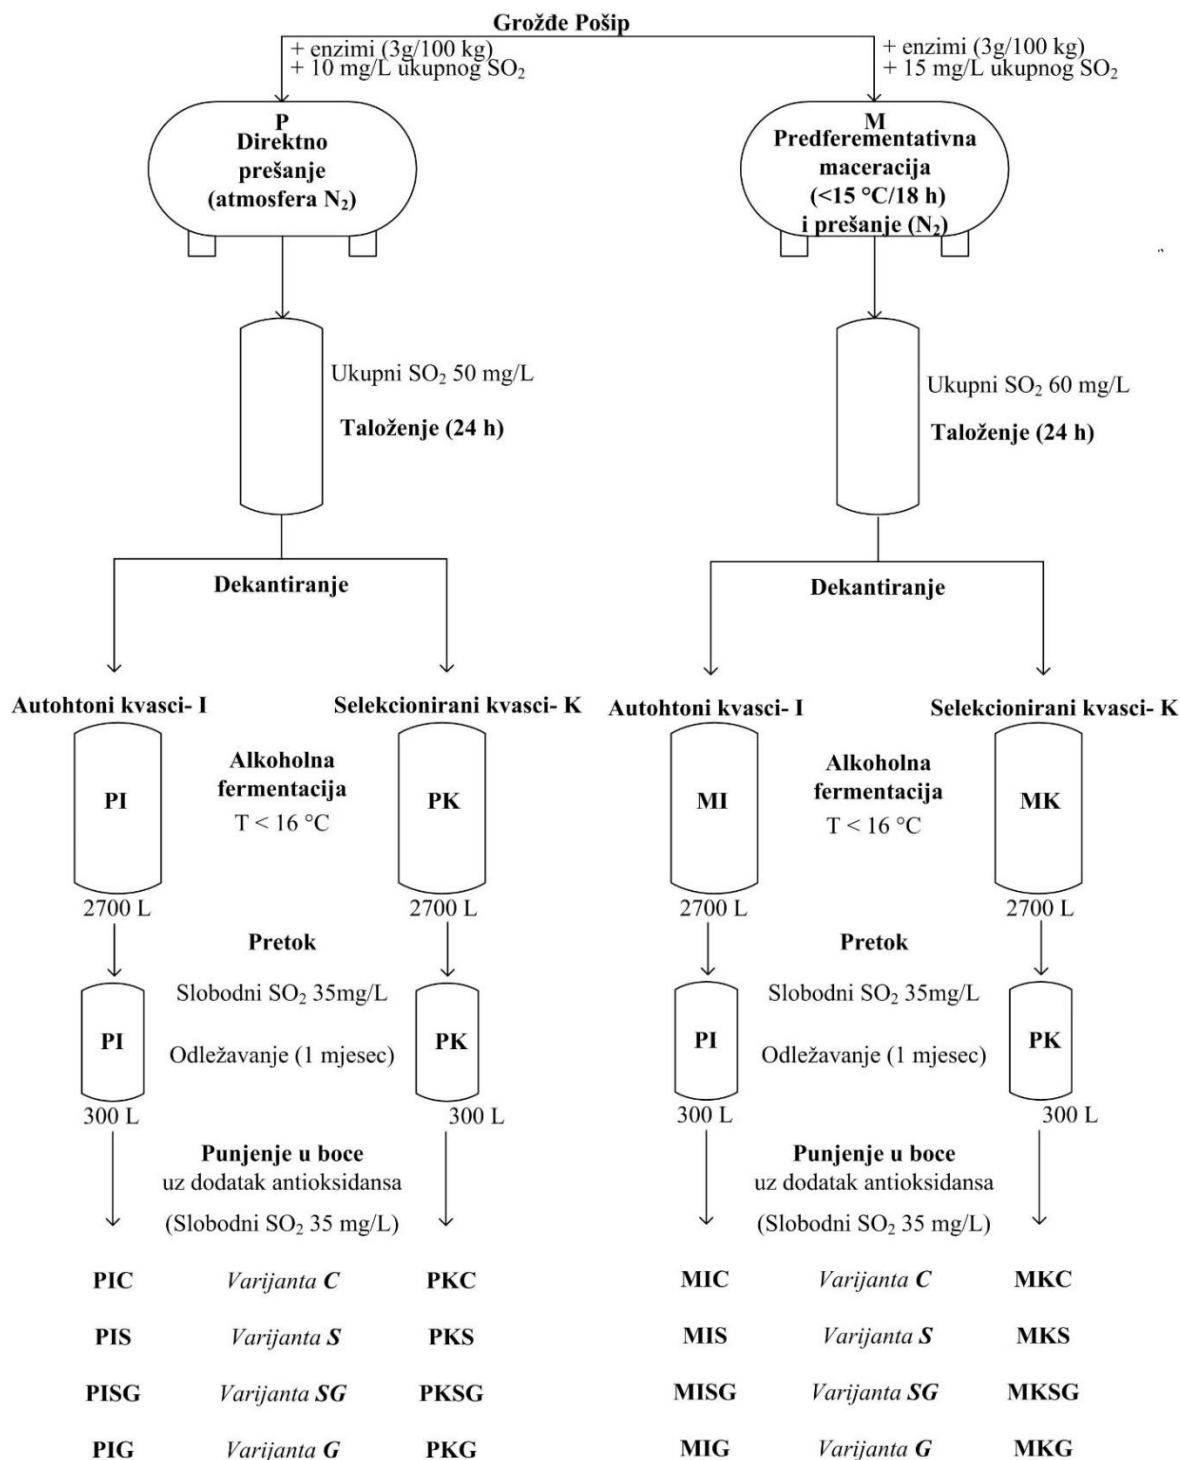 Grožđe Pošip
+ enzimi (3g/100 kg)
+ 10 mg/L ukupnog SO₂
+ enzimi (3g/100 kg)
+ 15 mg/L ukupnog SO₂
P
Direktno
prešanje
(atmosfera N₂)
M
Predferementativna
maceracija
(<15 °C/18 h)
i prešanje (N₂)
Ukupni SO₂ 50 mg/L
Taloženje (24 h)
Ukupni SO₂ 60 mg/L
Taloženje (24 h)
Dekantiranje
Dekantiranje
Autohtoni kvasci- I
Selekcionirani kvasci- K
Autohtoni kvasci- I
Selekcionirani kvasci- K
PI
Alkoholna
fermentacija
T < 16 °C
PK
MI
Alkoholna
fermentacija
T < 16 °C
MK
2700 L
2700 L
2700 L
2700 L
Pretok
Pretok
Slobodni SO₂ 35mg/L
Slobodni SO₂ 35mg/L
PI
Odležavanje (1 mjesec)
PK
PI
Odležavanje (1 mjesec)
PK
300 L
300 L
300 L
300 L
Punjenje u boce
uz dodatak antioksidansa
(Slobodni SO₂ 35 mg/L)
Punjenje u boce
uz dodatak antioksidansa
(Slobodni SO₂ 35 mg/L)
PIC Varijanta C PKC MIC Varijanta C MKC
PIS Varijanta S PKS MIS Varijanta S MKS
PISG Varijanta SG PKSG MISG Varijanta SG MKSG
PIG Varijanta G PKG MIG Varijanta G MKG